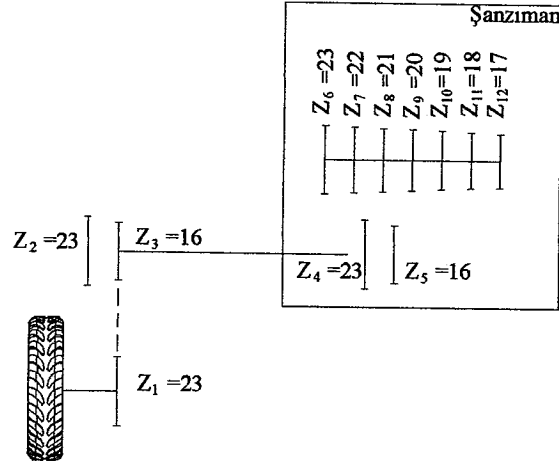 Şanzıman
Z6 =23
Z7 =22
Z8 =21
Z9 =20
Z10=19
Z11=18
Z12=17
Z2 =23
Z3 =16
Z4 =23
Z5 =16
Z1 =23